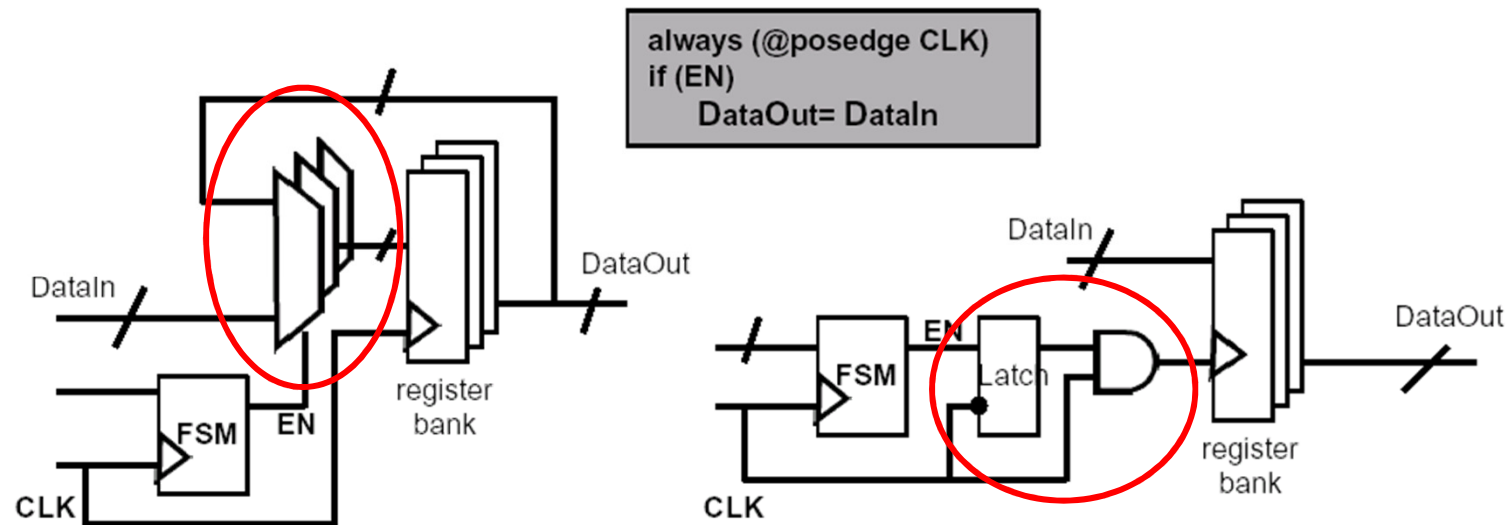 always (@posedge CLK)
if (EN)
DataOut= DataIn
DataIn
DataOut
register
bank
FSM
EN
CLK
DataIn
DataOut
EN
FSM
Latch
register
bank
CLK